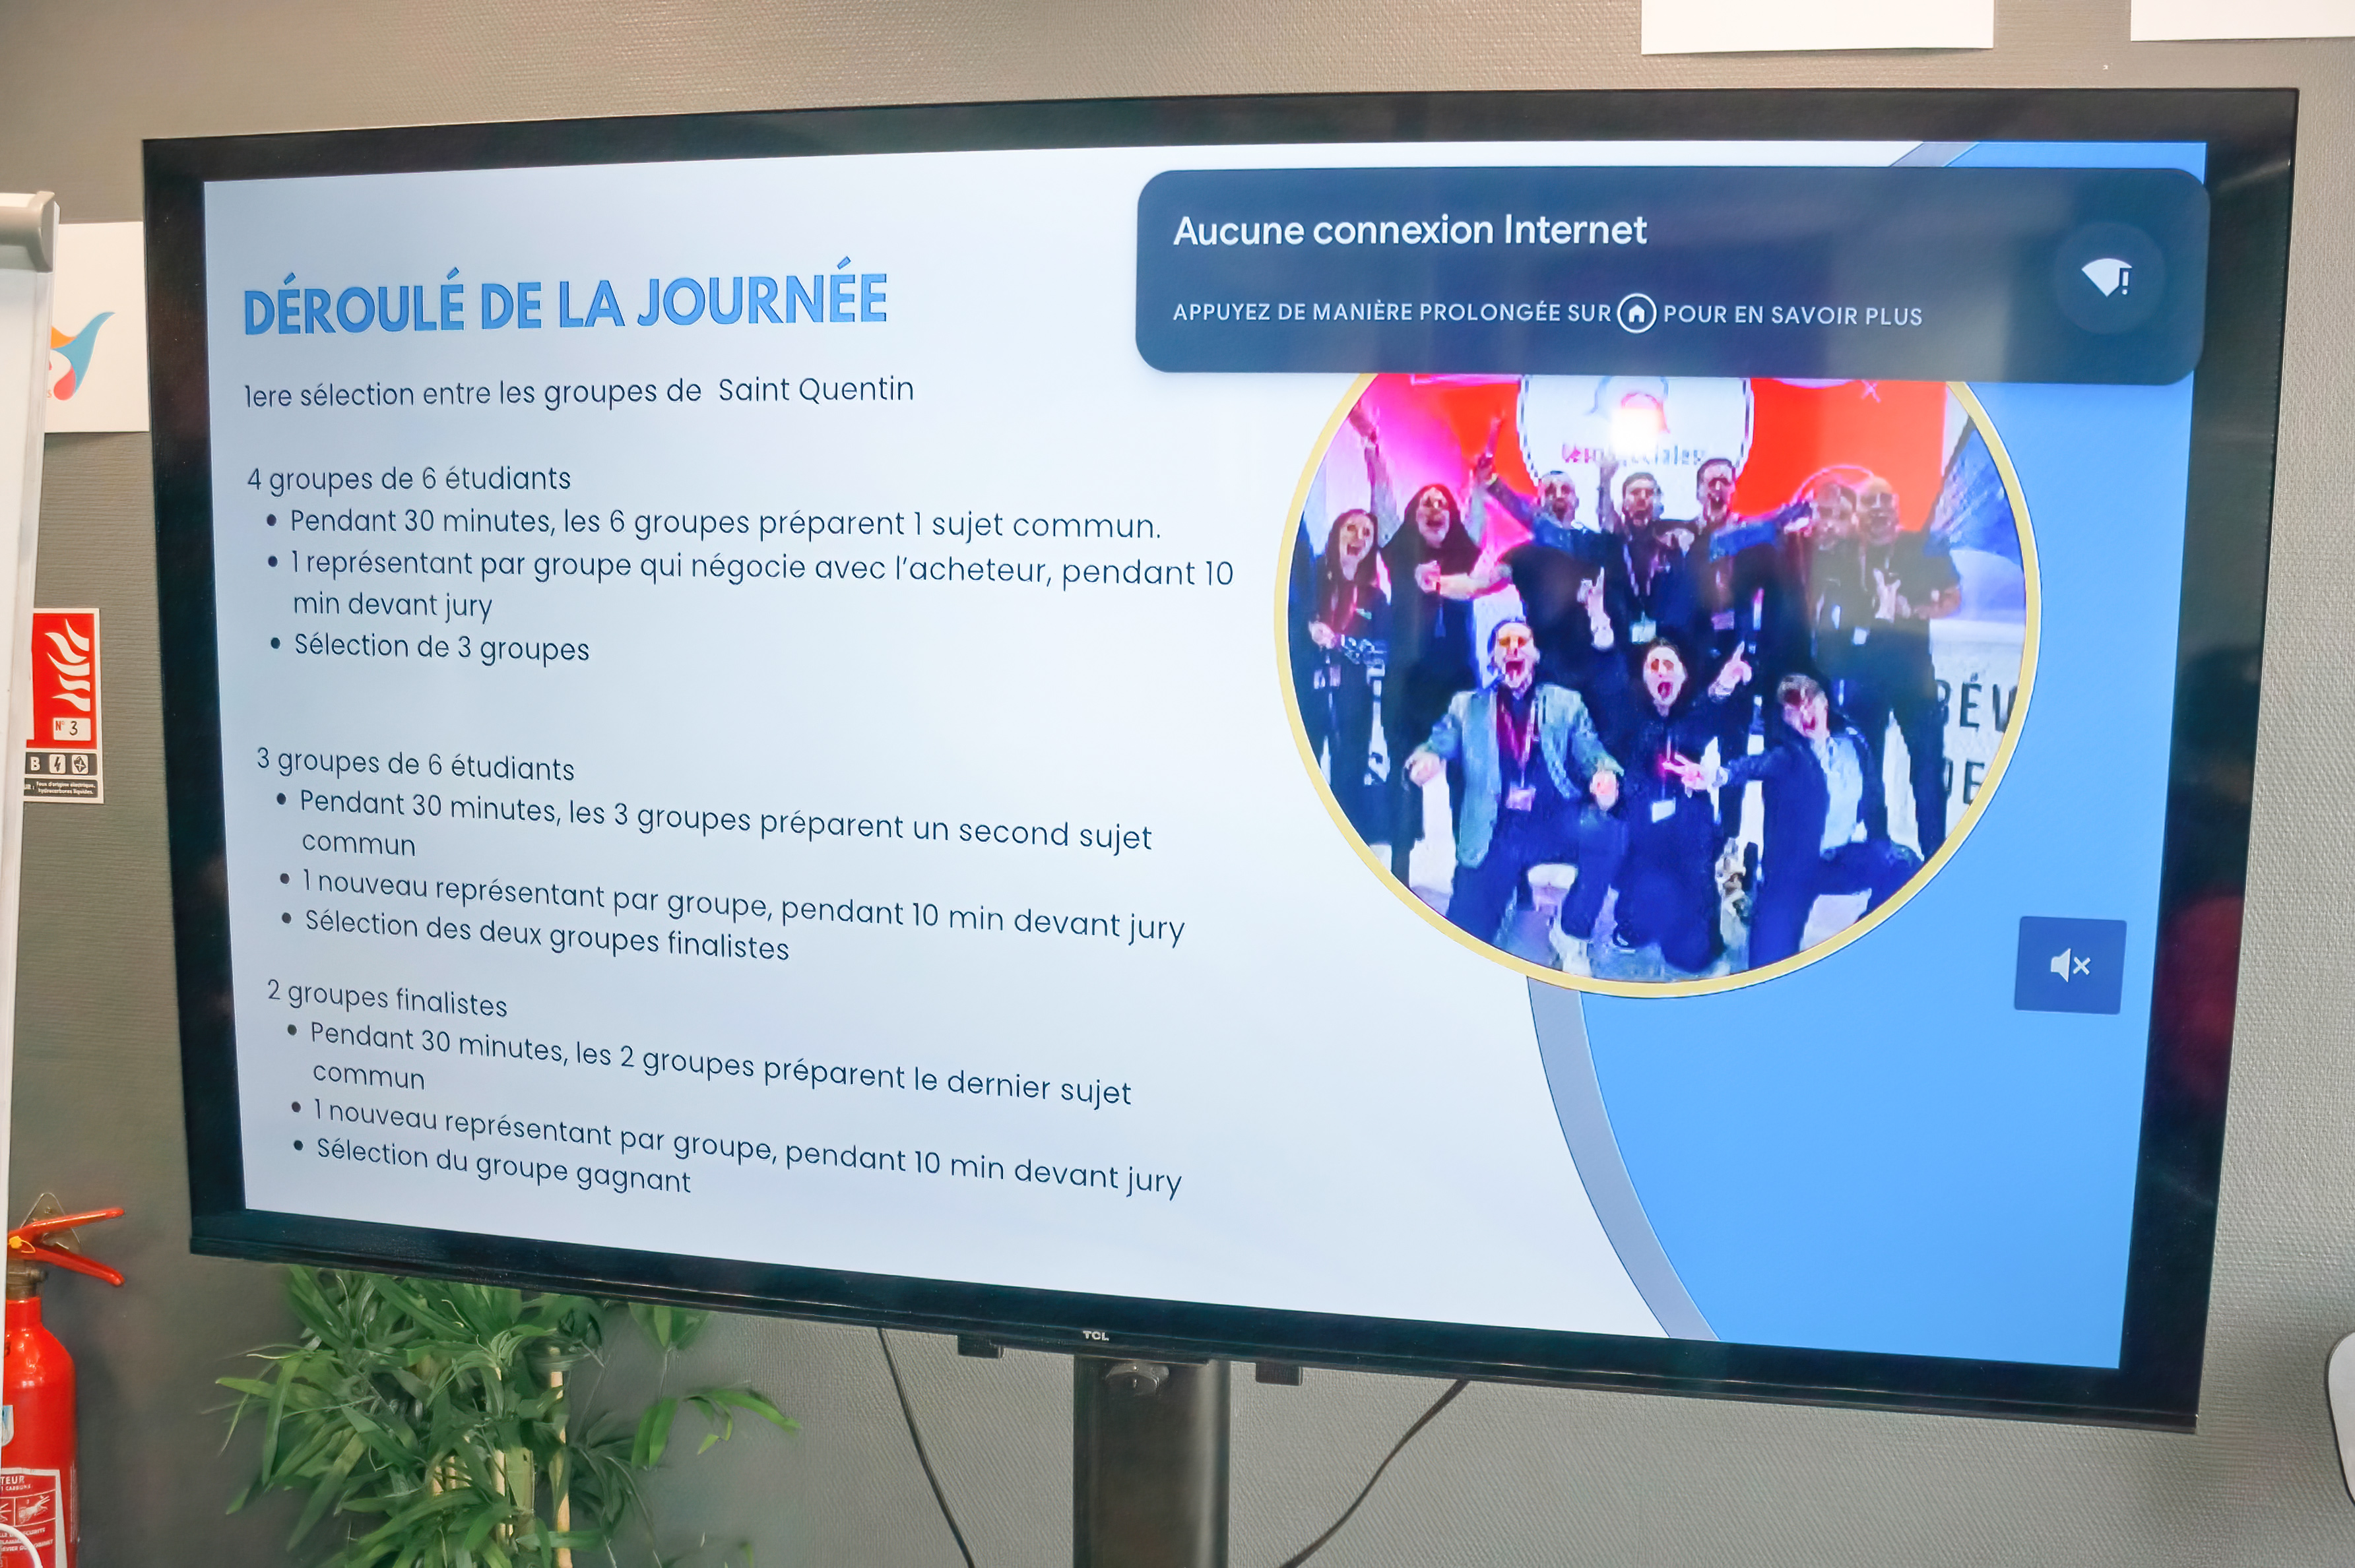 Aucune connexion Internet
APPUYEZ DE MANIÈRE PROLONGÉE SUR POUR EN SAVOIR PLUS
DÉROULÉ DE LA JOURNÉE
1ere sélection entre les groupes de Saint Quentin
4 groupes de 6 étudiants
• Pendant 30 minutes, les 6 groupes préparent 1 sujet commun.
• 1 représentant par groupe qui négocie avec l'acheteur, pendant 10
min devant jury
• Sélection de 3 groupes
3 groupes de 6 étudiants
• Pendant 30 minutes, les 3 groupes préparent un second sujet
commun
• 1 nouveau représentant par groupe, pendant 10 min devant jury
• Sélection des deux groupes finalistes
2 groupes finalistes
• Pendant 30 minutes, les 2 groupes préparent le dernier sujet
commun
• 1 nouveau représentant par groupe, pendant 10 min devant jury
• Sélection du groupe gagnant
TCL
N° 3
B